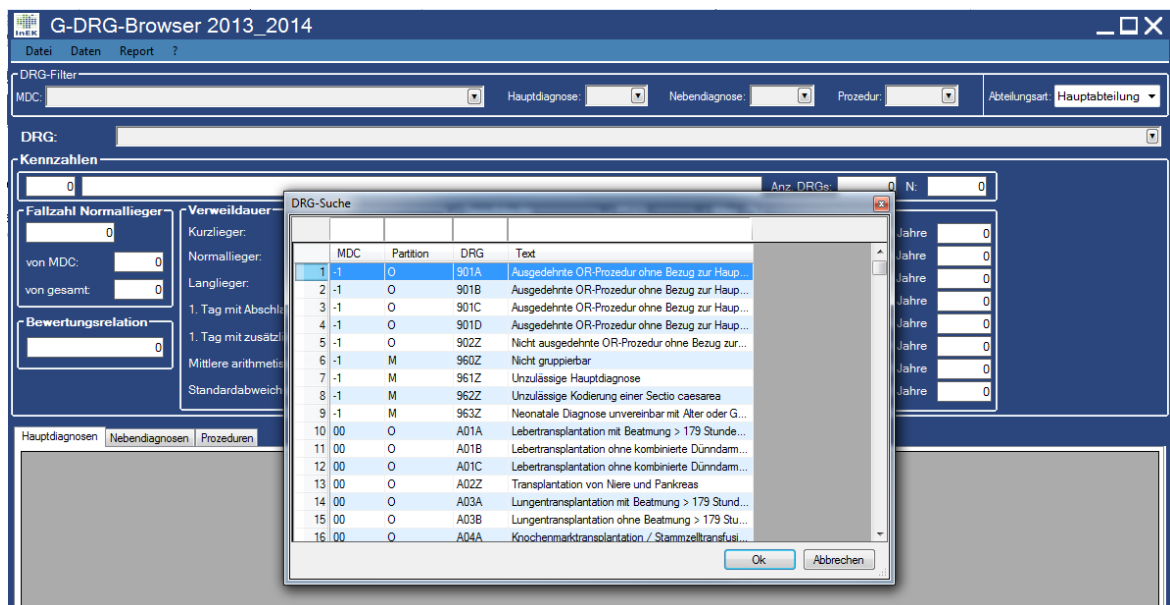 InEK G-DRG-Browser 2013_2014
Datei Daten Report ?
DRG-Filter
MDC: Hauptdiagnose: Nebendiagnose: Prozedur: Abteilungsart: Hauptabteilung
DRG:
Kennzahlen
0 Anz. DRGs: 0 N: 0
Fallzahl Normallieger
0
von MDC: 0
von gesamt: 0
Bewertungsrelation
0
Verweildauer
Kurzlieger:
Normallieger:
Langlieger:
1. Tag mit Abschla
1. Tag mit zusätzli
Mittlere arithmetis
Standardabweich
DRG-Suche
MDC Partition DRG Text
1 -1 O 901A Ausgedehnte OR-Prozedur ohne Bezug zur Haup...
2 -1 O 901B Ausgedehnte OR-Prozedur ohne Bezug zur Haup...
3 -1 O 901C Ausgedehnte OR-Prozedur ohne Bezug zur Haup...
4 -1 O 901D Ausgedehnte OR-Prozedur ohne Bezug zur Haup...
5 -1 O 902Z Nicht ausgedehnte OR-Prozedur ohne Bezug zur...
6 -1 M 960Z Nicht gruppierbar
7 -1 M 961Z Unzulässige Hauptdiagnose
8 -1 M 962Z Unzulässige Kodierung einer Sectio caesarea
9 -1 M 963Z Neonatale Diagnose unvereinbar mit Alter oder G...
10 00 O A01A Lebertransplantation mit Beatmung > 179 Stunde...
11 00 O A01B Lebertransplantation ohne kombinierte Dünndarm...
12 00 O A01C Lebertransplantation ohne kombinierte Dünndarm...
13 00 O A02Z Transplantation von Niere und Pankreas
14 00 O A03A Lungentransplantation mit Beatmung > 179 Stund...
15 00 O A03B Lungentransplantation ohne Beatmung > 179 Stu...
16 00 O A04A Knochenmarktransplantation / Stammzelltransfusi...
Ok Abbrechen
Jahre 0
Jahre 0
Jahre 0
Jahre 0
Jahre 0
Jahre 0
Jahre 0
Jahre 0
Hauptdiagnosen Nebendiagnosen Prozeduren